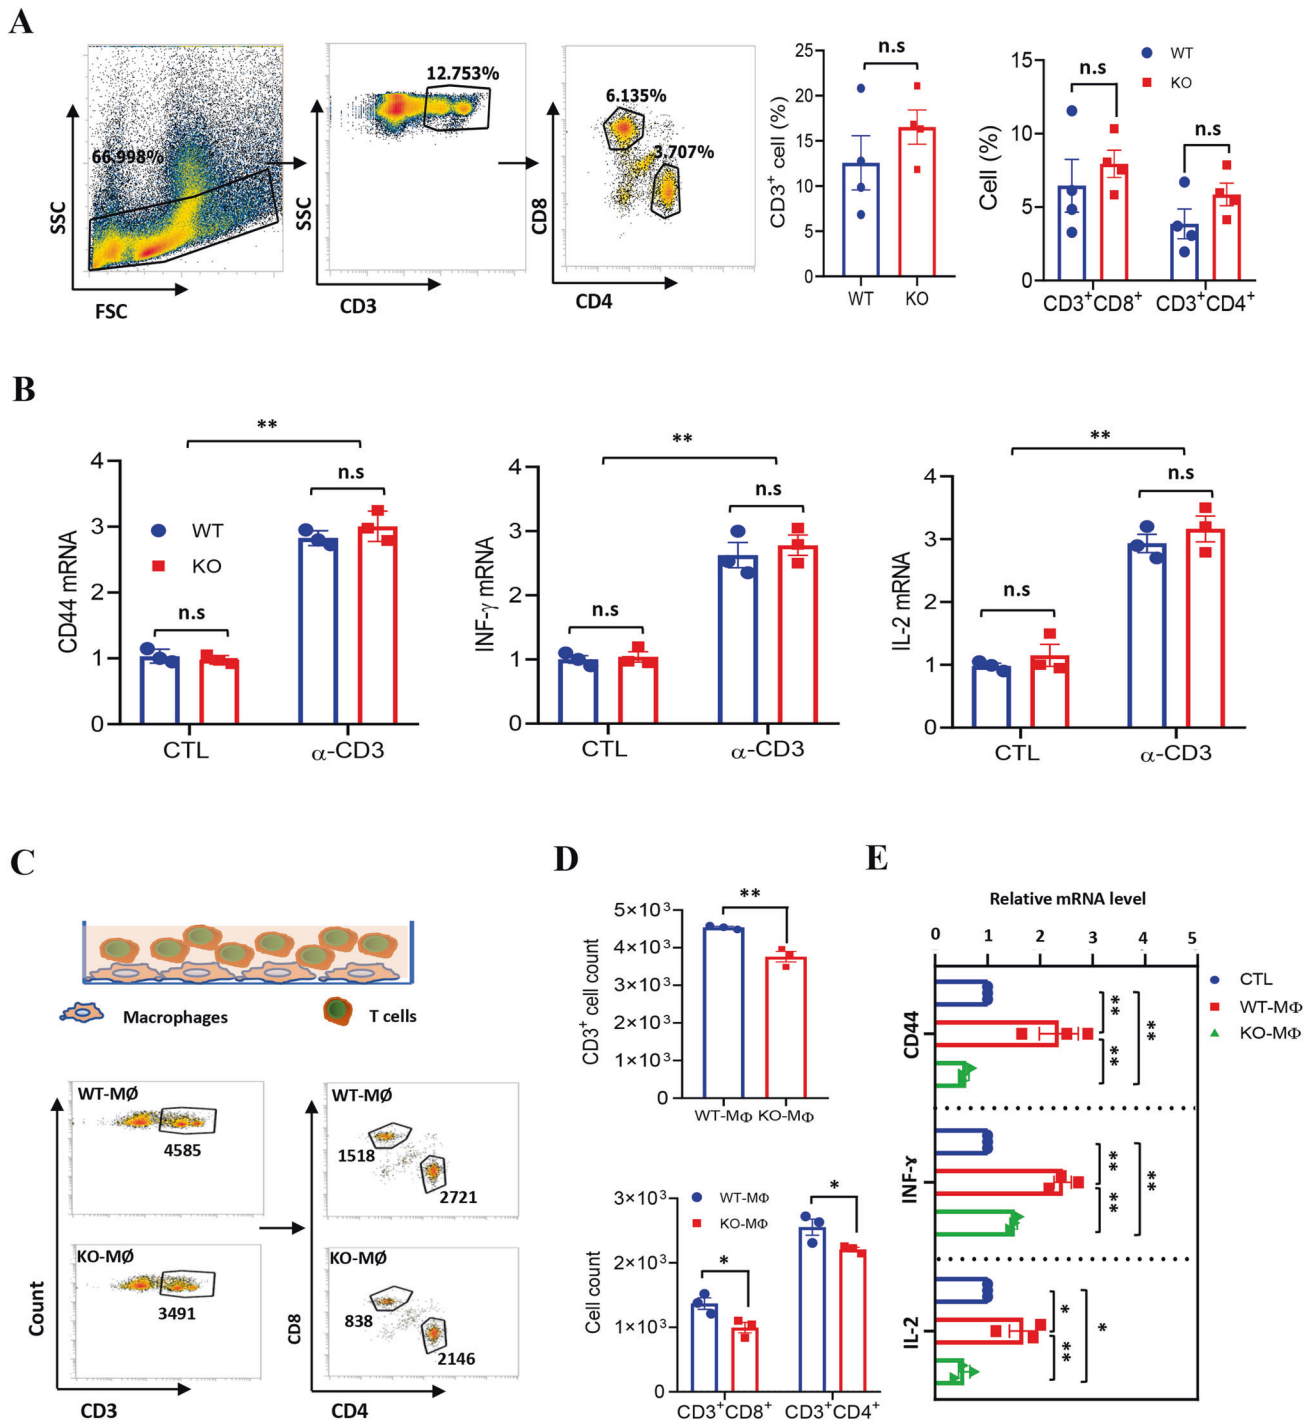 A
66.998%
SSC
FSC
12.753%
SSC
CD3
6.135%
3.707%
CD8
CD4
n.s
25
20
15
10
5
0
CD3+ cell (%)
WT
KO
WT
KO
n.s
n.s
15
10
5
0
Cell (%)
CD3+CD8+
CD3+CD4+
B
**
n.s
n.s
4
3
2
1
0
CD44 mRNA
WT
KO
CTL
α-CD3
**
n.s
n.s
4
3
2
1
0
INF-γ mRNA
CTL
α-CD3
**
n.s
n.s
4
3
2
1
0
IL-2 mRNA
CTL
α-CD3
C
Macrophages
T cells
WT-MØ
4585
KO-MØ
3491
Count
CD3
WT-MØ
1518
2721
KO-MØ
838
2146
CD8
CD4
D
**
5×10³
4×10³
3×10³
2×10³
1×10³
0
CD3+ cell count
WT-MΦ
KO-MΦ
WT-MΦ
KO-MΦ
*
*
3×10³
2×10³
1×10³
0
Cell count
CD3+CD8+
CD3+CD4+
E
Relative mRNA level
0 1 2 3 4 5
CTL
WT-MΦ
KO-MΦ
CD44
**
**
**
INF-γ
**
**
**
IL-2
*
**
*